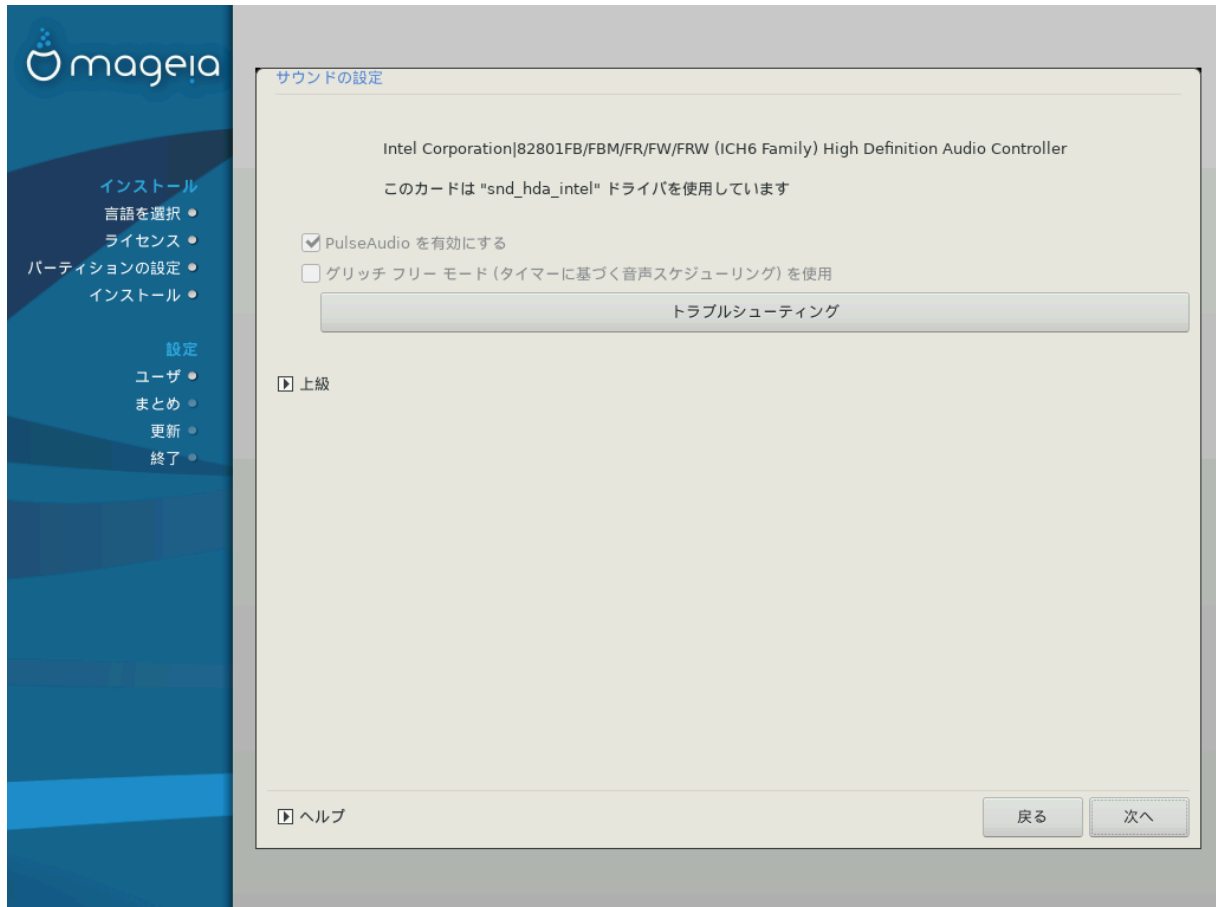 mageia
インストール
言語を選択
ライセンス
パーティションの設定
インストール
設定
ユーザ
まとめ
更新
終了
サウンドの設定
Intel Corporation|82801FB/FBM/FR/FW/FRW (ICH6 Family) High Definition Audio Controller
このカードは "snd_hda_intel" ドライバを使用しています
PulseAudio を有効にする
グリッチ フリー モード (タイマーに基づく音声スケジューリング) を使用
トラブルシューティング
上級
ヘルプ
戻る
次へ